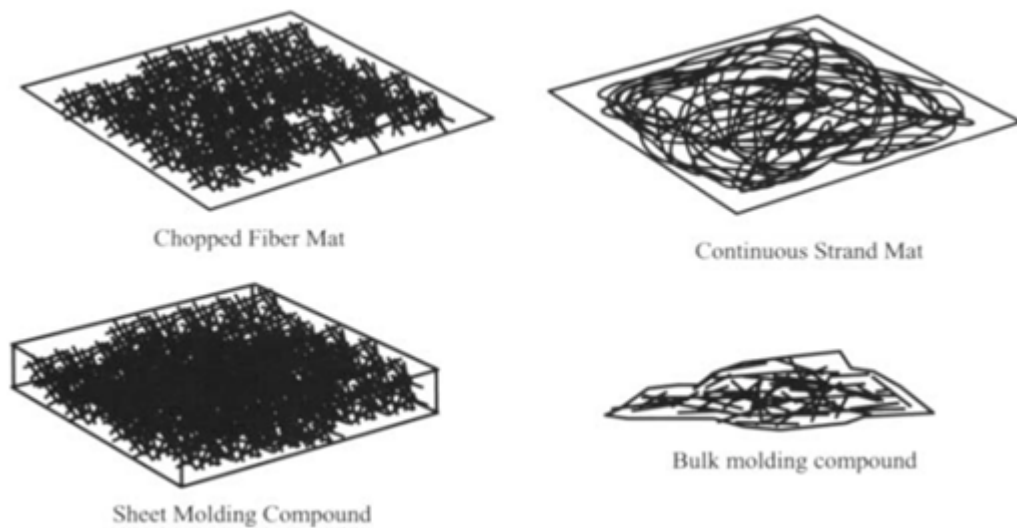 Chopped Fiber Mat
Continuous Strand Mat
Bulk molding compound
Sheet Molding Compound